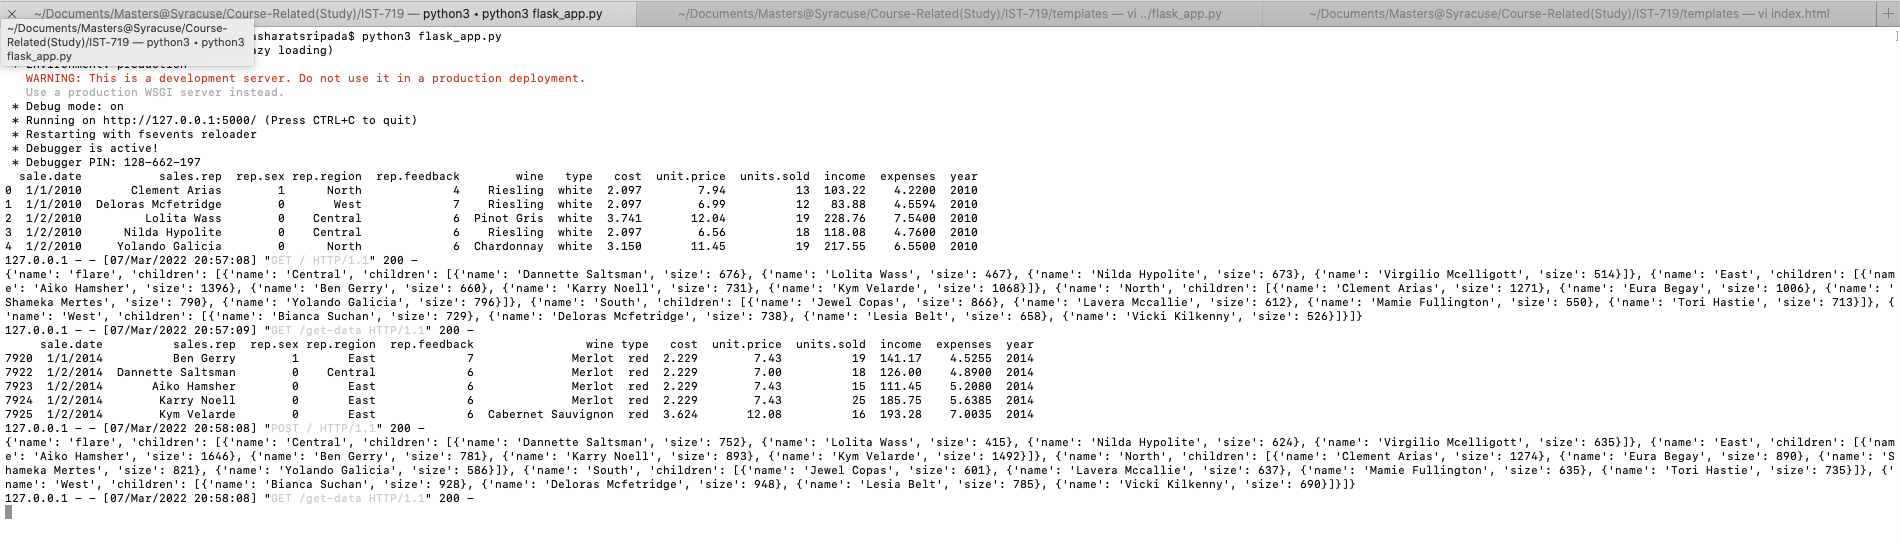 ~/Documents/Masters@Syracuse/Course-Related(Study)/IST-719 — python3 • python3 flask_app.py
~/Documents/Masters@Syracuse/Course-Related(Study)/IST-719/templates — vi ../flask_app.py
~/Documents/Masters@Syracuse/Course-Related(Study)/IST-719/templates — vi index.html
~/Documents/Masters@Syracuse/Course-
Related(Study)/IST-719 — python3 • python3
flask_app.py
asharatsripada$ python3 flask_app.py
azy loading)
* Environment: production
WARNING: This is a development server. Do not use it in a production deployment.
Use a production WSGI server instead.
* Debug mode: on
* Running on http://127.0.0.1:5000/ (Press CTRL+C to quit)
* Restarting with fsevents reloader
* Debugger is active!
* Debugger PIN: 128-662-197
sale.date sales.rep rep.sex rep.region rep.feedback wine type cost unit.price units.sold income expenses year
0 1/1/2010 Clement Arias 1 North 4 Riesling white 2.097 7.94 13 103.22 4.2200 2010
1 1/1/2010 Deloras Mcfetridge 0 West 7 Riesling white 2.097 6.99 12 83.88 4.5594 2010
2 1/2/2010 Lolita Wass 0 Central 6 Pinot Gris white 3.741 12.04 19 228.76 7.5400 2010
3 1/2/2010 Nilda Hypolite 0 Central 6 Riesling white 2.097 6.56 18 118.08 4.7600 2010
4 1/2/2010 Yolando Galicia 0 North 6 Chardonnay white 3.150 11.45 19 217.55 6.5500 2010
127.0.0.1 - - [07/Mar/2022 20:57:08] "GET / HTTP/1.1" 200 -
{'name': 'flare', 'children': [{'name': 'Central', 'children': [{'name': 'Dannette Saltsman', 'size': 676}, {'name': 'Lolita Wass', 'size': 467}, {'name': 'Nilda Hypolite', 'size': 673}, {'name': 'Virgilio Mcelligott', 'size': 514}]}, {'name': 'East', 'children': [{'nam
e': 'Aiko Hamsher', 'size': 1396}, {'name': 'Ben Gerry', 'size': 660}, {'name': 'Karry Noell', 'size': 731}, {'name': 'Kym Velarde', 'size': 1068}]}, {'name': 'North', 'children': [{'name': 'Clement Arias', 'size': 1271}, {'name': 'Eura Begay', 'size': 1006}, {'name': '
Shameka Mertes', 'size': 790}, {'name': 'Yolando Galicia', 'size': 796}]}, {'name': 'South', 'children': [{'name': 'Jewel Copas', 'size': 866}, {'name': 'Lavera Mccallie', 'size': 612}, {'name': 'Mamie Fullington', 'size': 550}, {'name': 'Tori Hastie', 'size': 713}]}, {
'name': 'West', 'children': [{'name': 'Bianca Suchan', 'size': 729}, {'name': 'Deloras Mcfetridge', 'size': 738}, {'name': 'Lesia Belt', 'size': 658}, {'name': 'Vicki Kilkenny', 'size': 526}]}]}
127.0.0.1 - - [07/Mar/2022 20:57:09] "GET /get-data HTTP/1.1" 200 -
sale.date sales.rep rep.sex rep.region rep.feedback wine type cost unit.price units.sold income expenses year
7920 1/1/2014 Ben Gerry 1 East 7 Merlot red 2.229 7.43 19 141.17 4.5255 2014
7922 1/2/2014 Dannette Saltsman 0 Central 6 Merlot red 2.229 7.00 18 126.00 4.8900 2014
7923 1/2/2014 Aiko Hamsher 0 East 6 Merlot red 2.229 7.43 15 111.45 5.2080 2014
7924 1/2/2014 Karry Noell 0 East 6 Merlot red 2.229 7.43 25 185.75 5.6385 2014
7925 1/2/2014 Kym Velarde 0 East 6 Cabernet Sauvignon red 3.624 12.08 16 193.28 7.0035 2014
127.0.0.1 - - [07/Mar/2022 20:58:08] "POST / HTTP/1.1" 200 -
{'name': 'flare', 'children': [{'name': 'Central', 'children': [{'name': 'Dannette Saltsman', 'size': 752}, {'name': 'Lolita Wass', 'size': 415}, {'name': 'Nilda Hypolite', 'size': 624}, {'name': 'Virgilio Mcelligott', 'size': 635}]}, {'name': 'East', 'children': [{'nam
e': 'Aiko Hamsher', 'size': 1646}, {'name': 'Ben Gerry', 'size': 781}, {'name': 'Karry Noell', 'size': 893}, {'name': 'Kym Velarde', 'size': 1492}]}, {'name': 'North', 'children': [{'name': 'Clement Arias', 'size': 1274}, {'name': 'Eura Begay', 'size': 890}, {'name': 'S
hameka Mertes', 'size': 821}, {'name': 'Yolando Galicia', 'size': 586}]}, {'name': 'South', 'children': [{'name': 'Jewel Copas', 'size': 601}, {'name': 'Lavera Mccallie', 'size': 637}, {'name': 'Mamie Fullington', 'size': 635}, {'name': 'Tori Hastie', 'size': 735}]}, {
'name': 'West', 'children': [{'name': 'Bianca Suchan', 'size': 928}, {'name': 'Deloras Mcfetridge', 'size': 948}, {'name': 'Lesia Belt', 'size': 785}, {'name': 'Vicki Kilkenny', 'size': 690}]}]}
127.0.0.1 - - [07/Mar/2022 20:58:08] "GET /get-data HTTP/1.1" 200 -